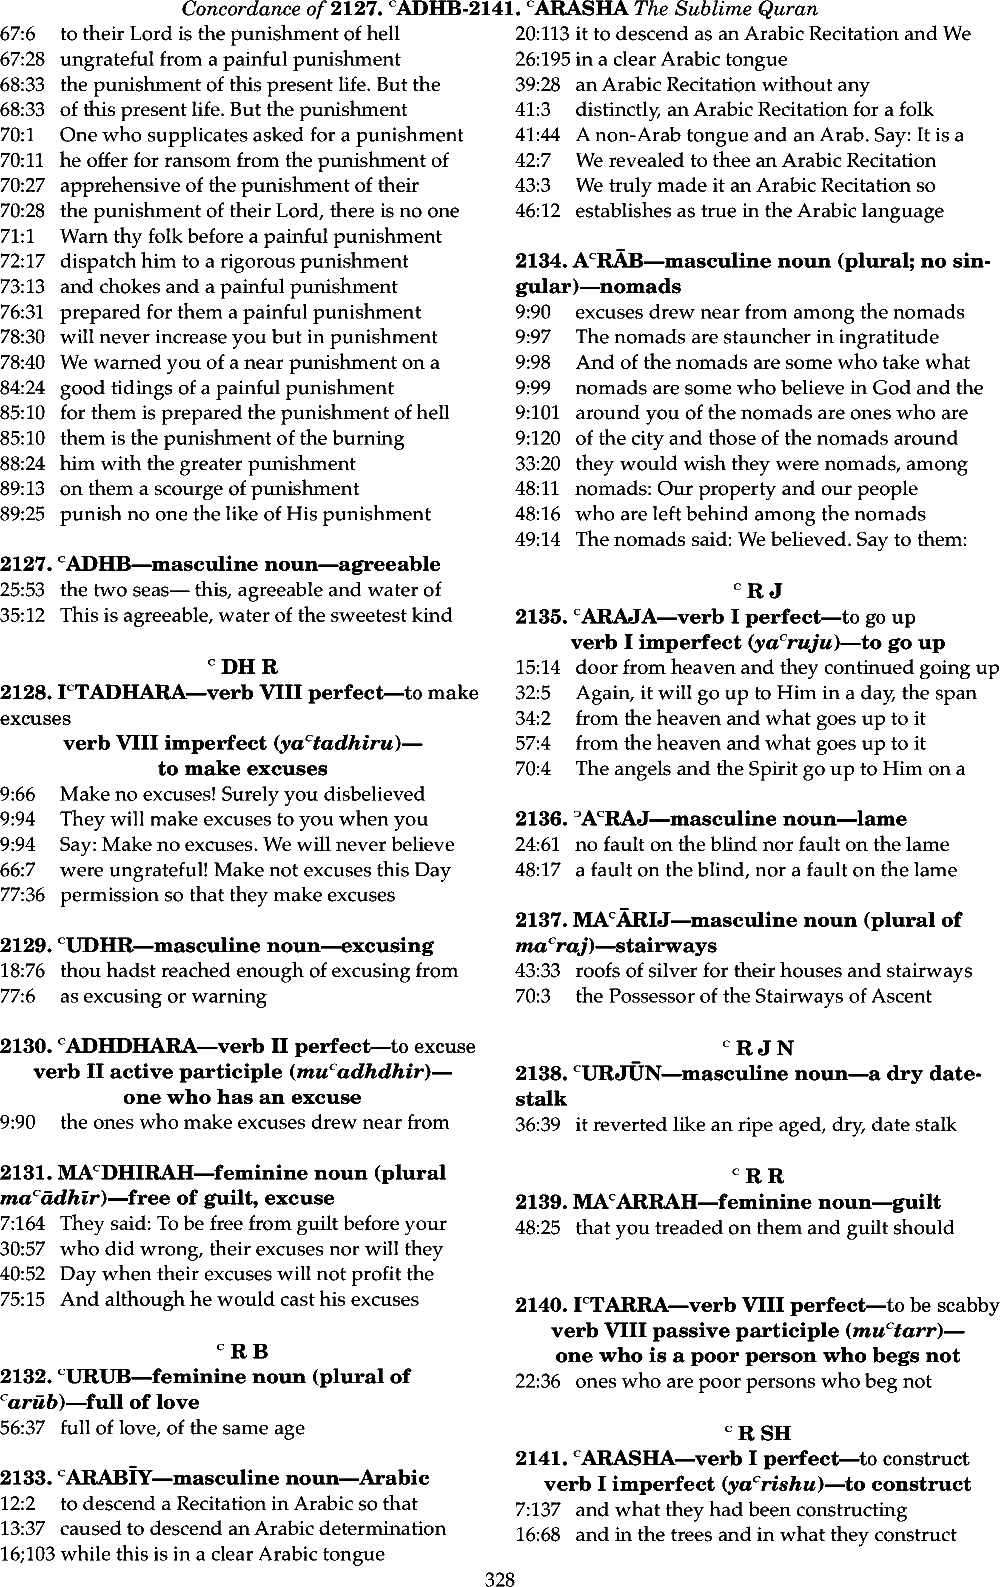 Concordance of 2127. ᶜADHB-2141. ᶜARASHA The Sublime Quran
67:6 to their Lord is the punishment of hell
67:28 ungrateful from a painful punishment
68:33 the punishment of this present life. But the
68:33 of this present life. But the punishment
70:1 One who supplicates asked for a punishment
70:11 he offer for ransom from the punishment of
70:27 apprehensive of the punishment of their
70:28 the punishment of their Lord, there is no one
71:1 Warn thy folk before a painful punishment
72:17 dispatch him to a rigorous punishment
73:13 and chokes and a painful punishment
76:31 prepared for them a painful punishment
78:30 will never increase you but in punishment
78:40 We warned you of a near punishment on a
84:24 good tidings of a painful punishment
85:10 for them is prepared the punishment of hell
85:10 them is the punishment of the burning
88:24 him with the greater punishment
89:13 on them a scourge of punishment
89:25 punish no one the like of His punishment
2127. ᶜADHB—masculine noun—agreeable
25:53 the two seas— this, agreeable and water of
35:12 This is agreeable, water of the sweetest kind
ᶜ DH R
2128. IᶜTADHARA—verb VIII perfect—to make
excuses
verb VIII imperfect (yaᶜtadhiru)—
to make excuses
9:66 Make no excuses! Surely you disbelieved
9:94 They will make excuses to you when you
9:94 Say: Make no excuses. We will never believe
66:7 were ungrateful! Make not excuses this Day
77:36 permission so that they make excuses
2129. ᶜUDHR—masculine noun—excusing
18:76 thou hadst reached enough of excusing from
77:6 as excusing or warning
2130. ᶜADHDHARA—verb II perfect—to excuse
verb II active participle (muᶜadhdhir)—
one who has an excuse
9:90 the ones who make excuses drew near from
2131. MAᶜDHIRAH—feminine noun (plural
maᶜādhīr)—free of guilt, excuse
7:164 They said: To be free from guilt before your
30:57 who did wrong, their excuses nor will they
40:52 Day when their excuses will not profit the
75:15 And although he would cast his excuses
ᶜ R B
2132. ᶜURUB—feminine noun (plural of
ᶜarūb)—full of love
56:37 full of love, of the same age
2133. ᶜARABĪY—masculine noun—Arabic
12:2 to descend a Recitation in Arabic so that
13:37 caused to descend an Arabic determination
16;103 while this is in a clear Arabic tongue
20:113 it to descend as an Arabic Recitation and We
26:195 in a clear Arabic tongue
39:28 an Arabic Recitation without any
41:3 distinctly, an Arabic Recitation for a folk
41:44 A non-Arab tongue and an Arab. Say: It is a
42:7 We revealed to thee an Arabic Recitation
43:3 We truly made it an Arabic Recitation so
46:12 establishes as true in the Arabic language
2134. AᶜRĀB—masculine noun (plural; no sin-
gular)—nomads
9:90 excuses drew near from among the nomads
9:97 The nomads are stauncher in ingratitude
9:98 And of the nomads are some who take what
9:99 nomads are some who believe in God and the
9:101 around you of the nomads are ones who are
9:120 of the city and those of the nomads around
33:20 they would wish they were nomads, among
48:11 nomads: Our property and our people
48:16 who are left behind among the nomads
49:14 The nomads said: We believed. Say to them:
ᶜ R J
2135. ᶜARAJA—verb I perfect—to go up
verb I imperfect (yaᶜruju)—to go up
15:14 door from heaven and they continued going up
32:5 Again, it will go up to Him in a day, the span
34:2 from the heaven and what goes up to it
57:4 from the heaven and what goes up to it
70:4 The angels and the Spirit go up to Him on a
2136. ᵓAᶜRAJ—masculine noun—lame
24:61 no fault on the blind nor fault on the lame
48:17 a fault on the blind, nor a fault on the lame
2137. MAᶜĀRIJ—masculine noun (plural of
maᶜraj)—stairways
43:33 roofs of silver for their houses and stairways
70:3 the Possessor of the Stairways of Ascent
ᶜ R J N
2138. ᶜURJŪN—masculine noun—a dry date-
stalk
36:39 it reverted like an ripe aged, dry, date stalk
ᶜ R R
2139. MAᶜARRAH—feminine noun—guilt
48:25 that you treaded on them and guilt should
2140. IᶜTARRA—verb VIII perfect—to be scabby
verb VIII passive participle (muᶜtarr)—
one who is a poor person who begs not
22:36 ones who are poor persons who beg not
ᶜ R SH
2141. ᶜARASHA—verb I perfect—to construct
verb I imperfect (yaᶜrishu)—to construct
7:137 and what they had been constructing
16:68 and in the trees and in what they construct
328